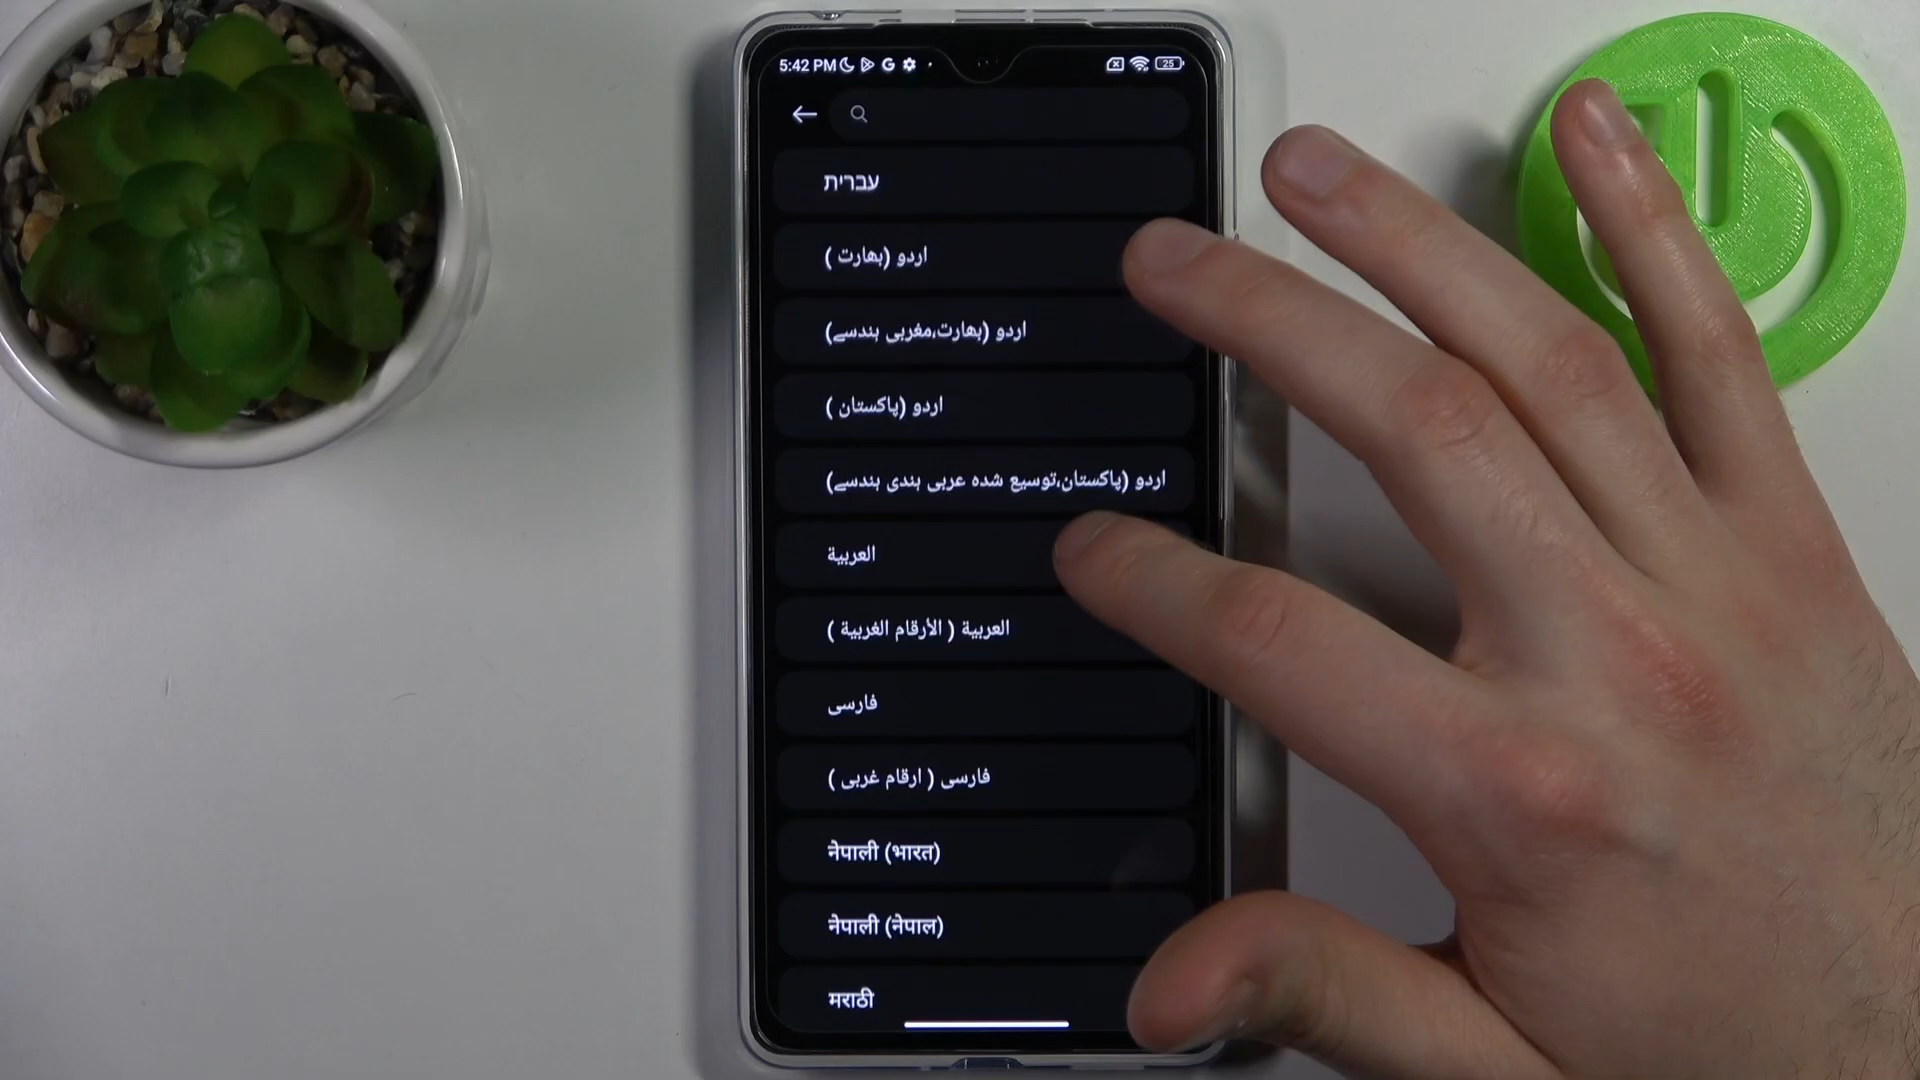 5:42 PM
25
עברית
اردو (بھارت )
اردو (بھارت،مغربی ہندسے)
اردو (پاکستان )
اردو (پاکستان،توسیع شدہ عربی ہندی ہندسے)
العربية
العربية ( الأرقام الغربية )
فارسی
فارسی ( ارقام غربی )
नेपाली (भारत)
नेपाली (नेपाल)
मराठी